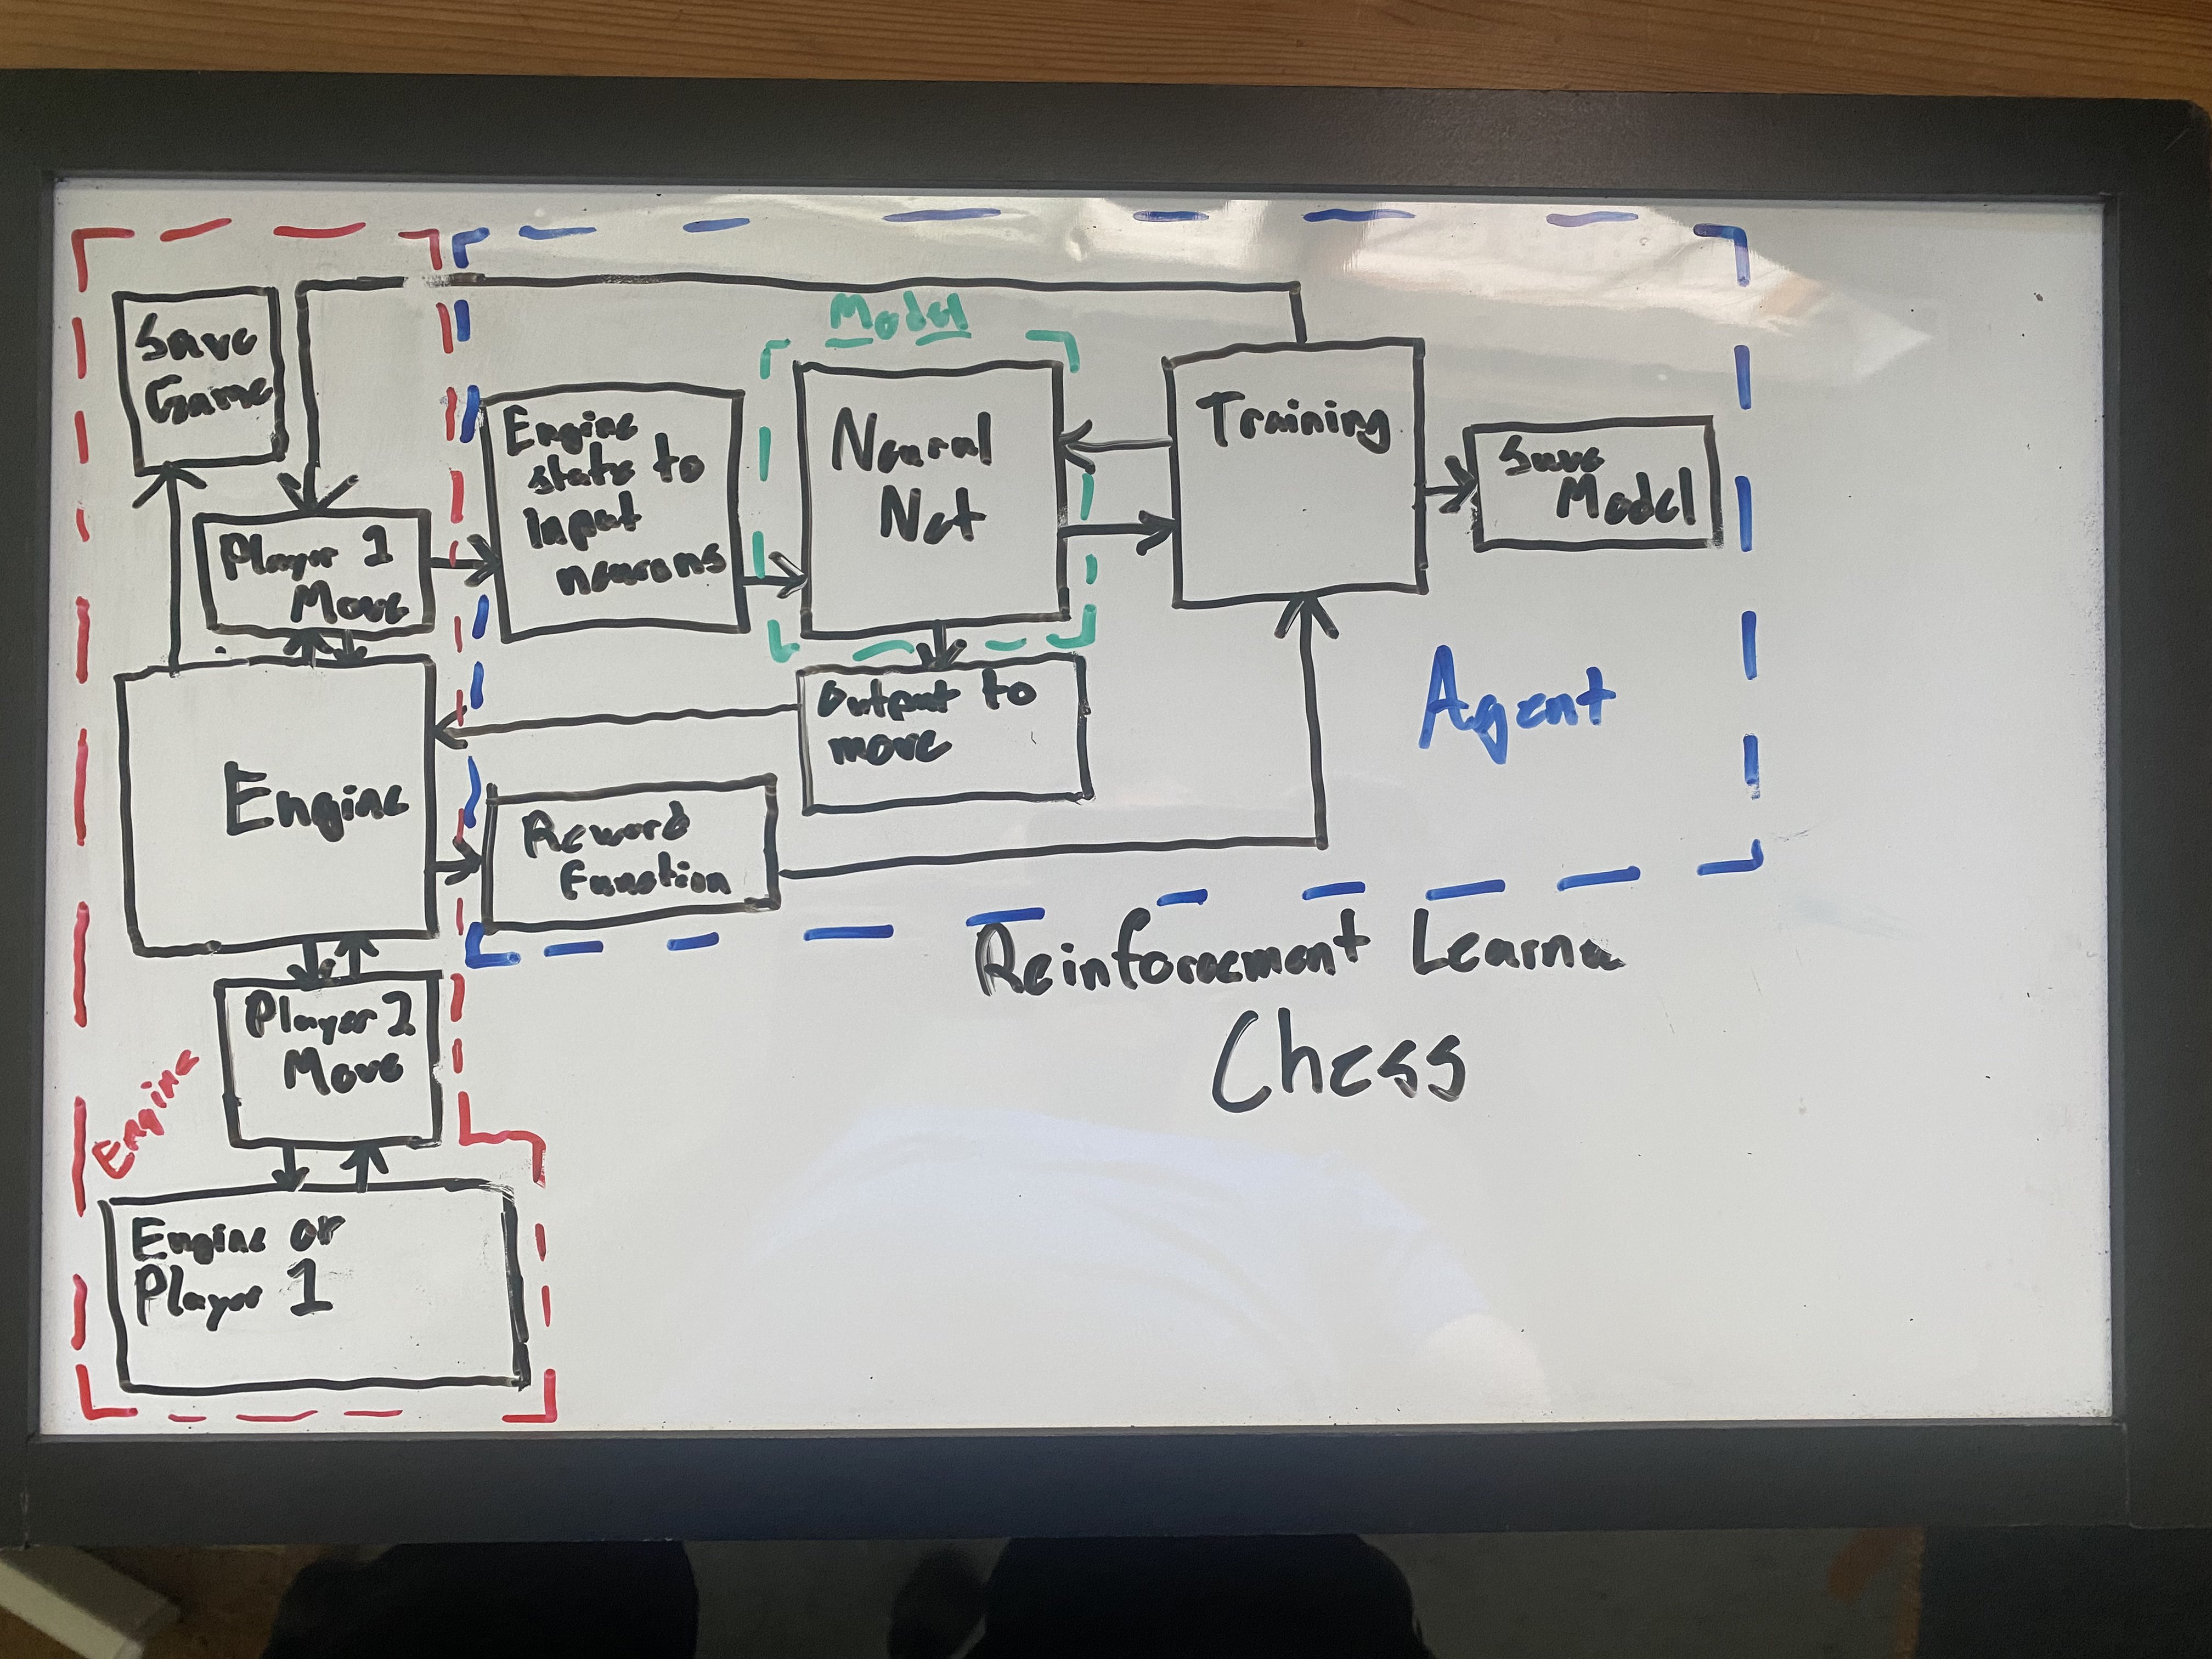 Save
Game
Player 1
Move
Engine
Player 2
Move
Engine
Engine or
Player 1
Engine
state to
input
neurons
Model
Neural
Net
Output to
move
Reward
Function
Training
Save
Model
Agent
Reinforcement Learna
Chess